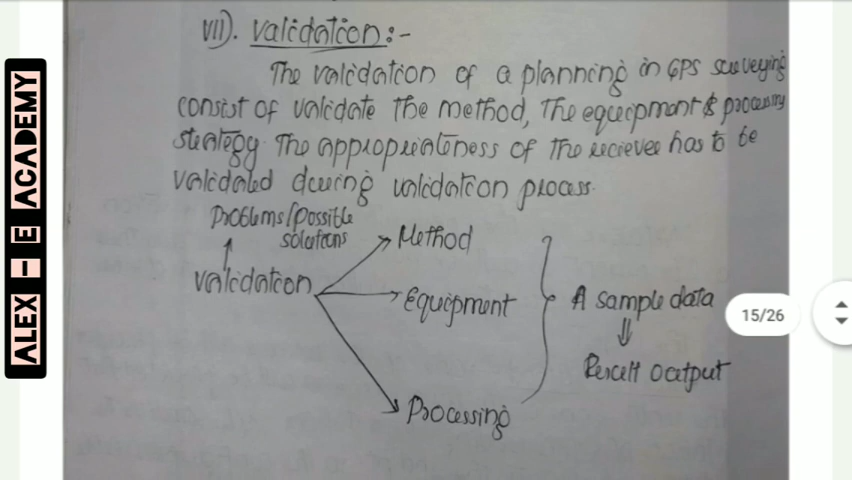 VII). Validation:-
The validation of a planning in GPS surveying
consist of validate the method, The equipment & processing
strategy. The appropriateness of the reciever has to be
validated during validation process.
Problems/possible
solutions
Validation
Method
Equipment
Processing
A sample data
Result output
15/26
ALEX - E ACADEMY